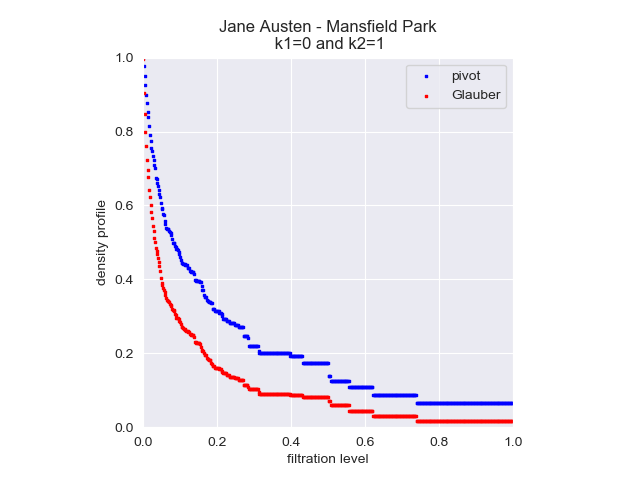 Jane Austen - Mansfield Park
k1=0 and k2=1
1.0
0.8
0.6
0.4
0.2
0.0
density profile
pivot
Glauber
0.0 0.2 0.4 0.6 0.8 1.0
filtration level